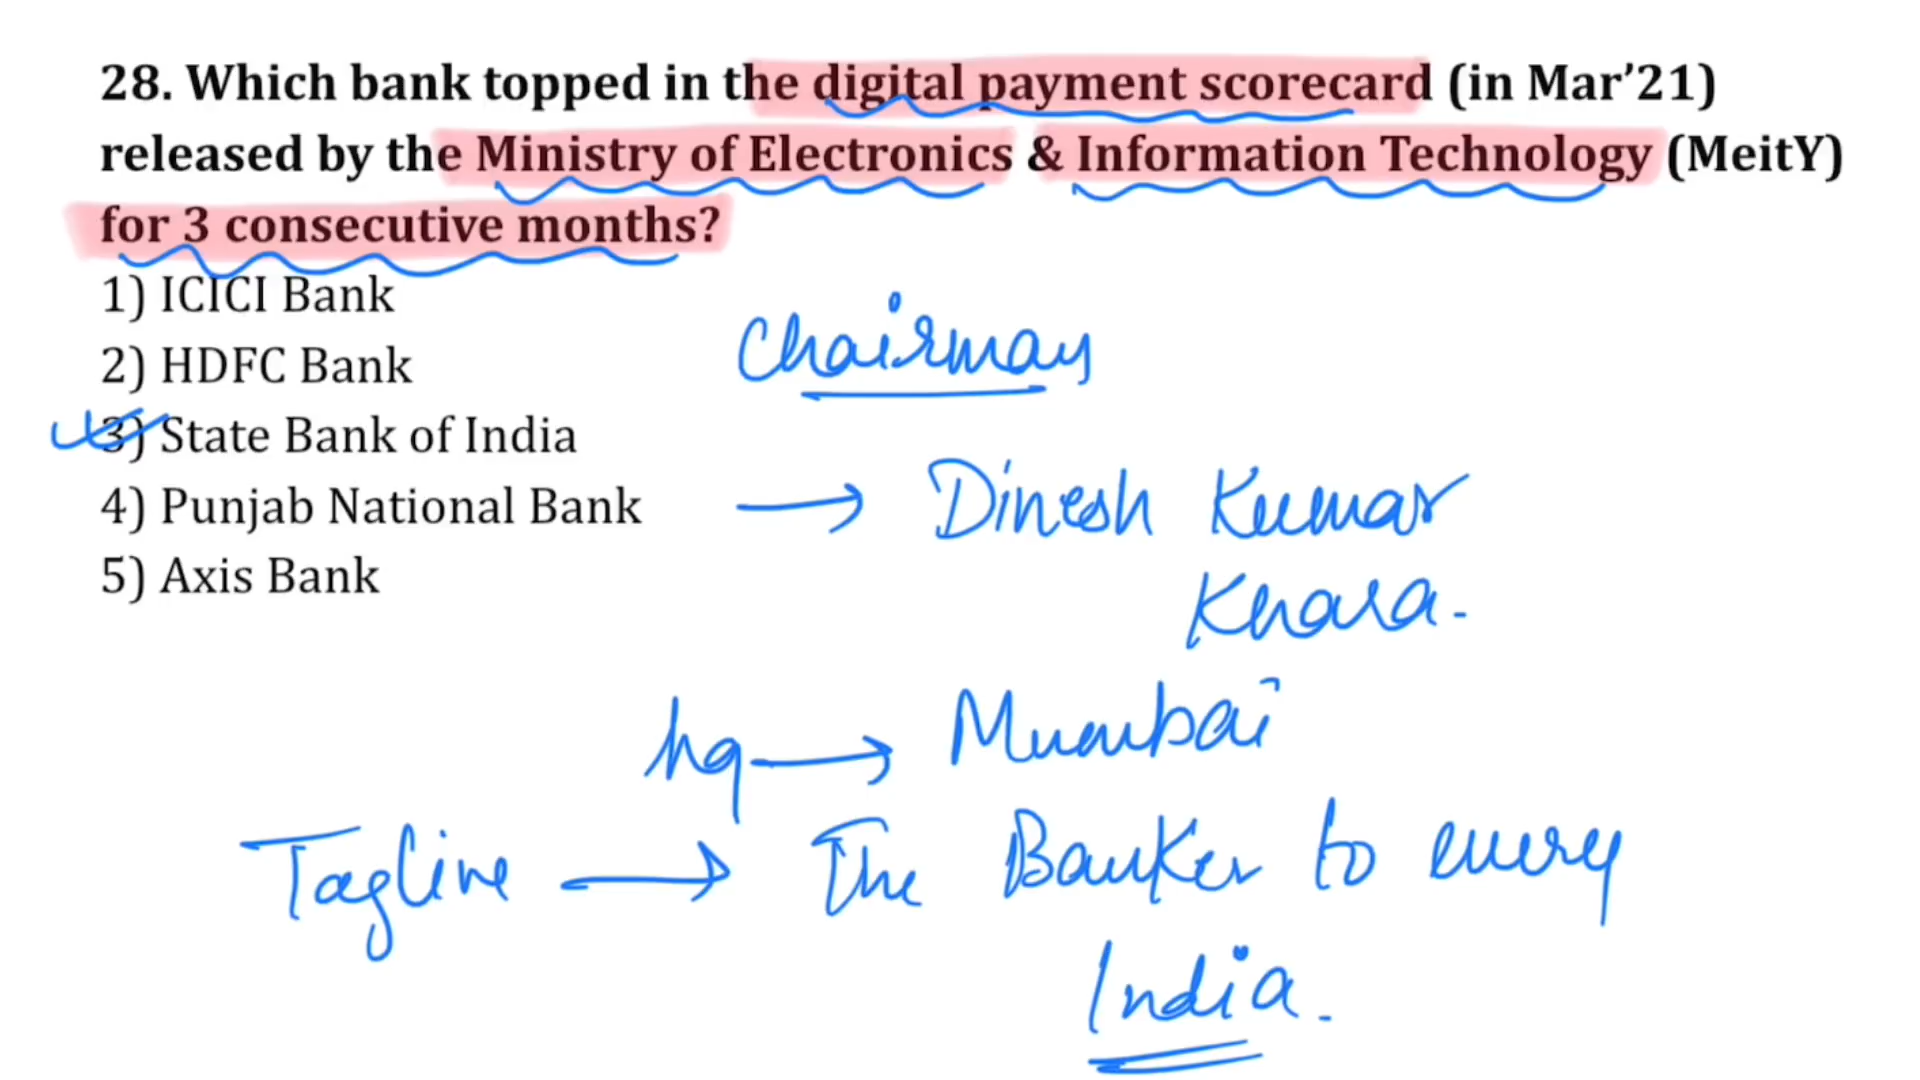 28. Which bank topped in the digital payment scorecard (in Mar’21)
released by the Ministry of Electronics & Information Technology (MeitY)
for 3 consecutive months?
1) ICICI Bank
2) HDFC Bank
3) State Bank of India
4) Punjab National Bank
5) Axis Bank
Chairman
→ Dinesh Kumar
Khara.
hq → Mumbai
Tagline → The Banker to every
India.